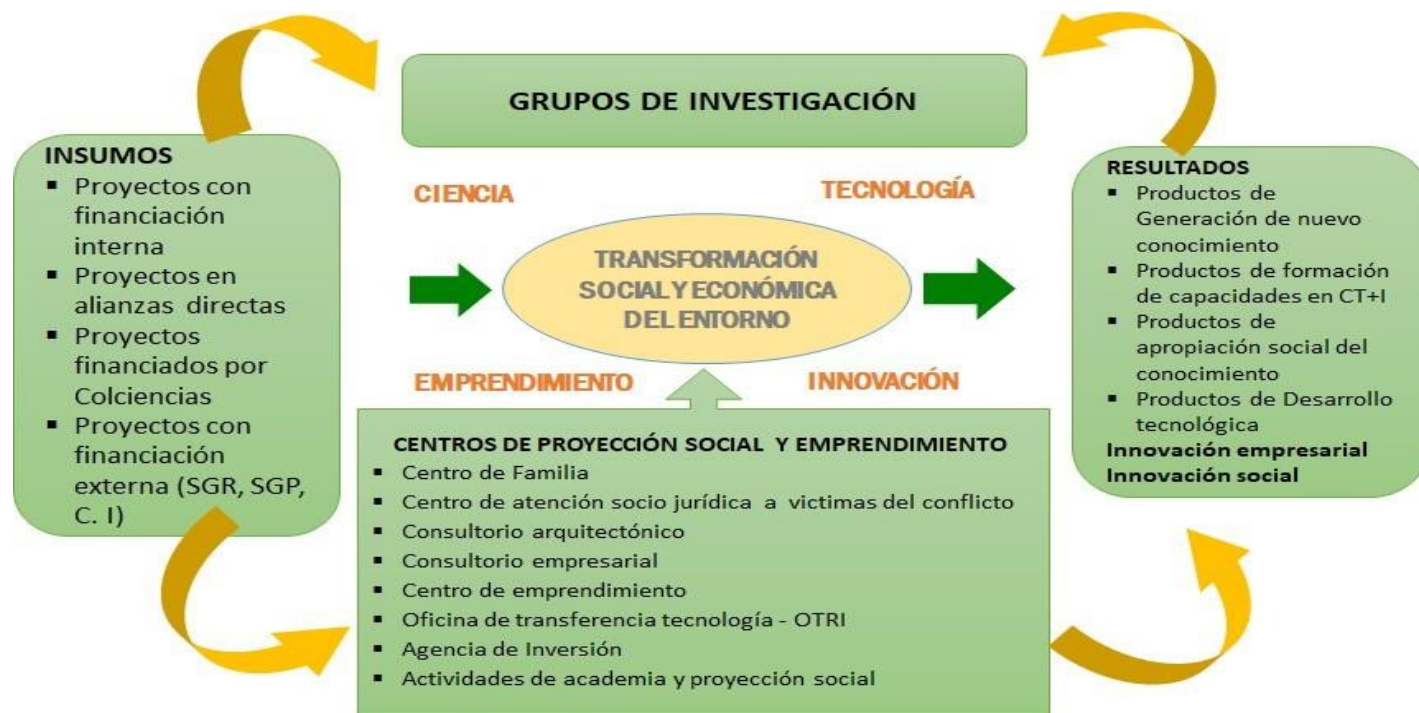 GRUPOS DE INVESTIGACIÓN
INSUMOS
▪ Proyectos con
financiación
interna
▪ Proyectos en
alianzas directas
▪ Proyectos
financiados por
Colciencias
▪ Proyectos con
financiación
externa (SGR, SGP,
C. I)
CIENCIA
TECNOLOGÍA
TRANSFORMACIÓN
SOCIAL Y ECONÓMICA
DEL ENTORNO
EMPRENDIMIENTO
INNOVACIÓN
CENTROS DE PROYECCIÓN SOCIAL Y EMPRENDIMIENTO
▪ Centro de Familia
▪ Centro de atención socio jurídica a victimas del conflicto
▪ Consultorio arquitectónico
▪ Consultorio empresarial
▪ Centro de emprendimiento
▪ Oficina de transferencia tecnología - OTRI
▪ Agencia de Inversión
▪ Actividades de academia y proyección social
RESULTADOS
▪ Productos de
Generación de nuevo
conocimiento
▪ Productos de formación
de capacidades en CT+I
▪ Productos de
apropiación social del
conocimiento
▪ Productos de Desarrollo
tecnológica
Innovación empresarial
Innovación social